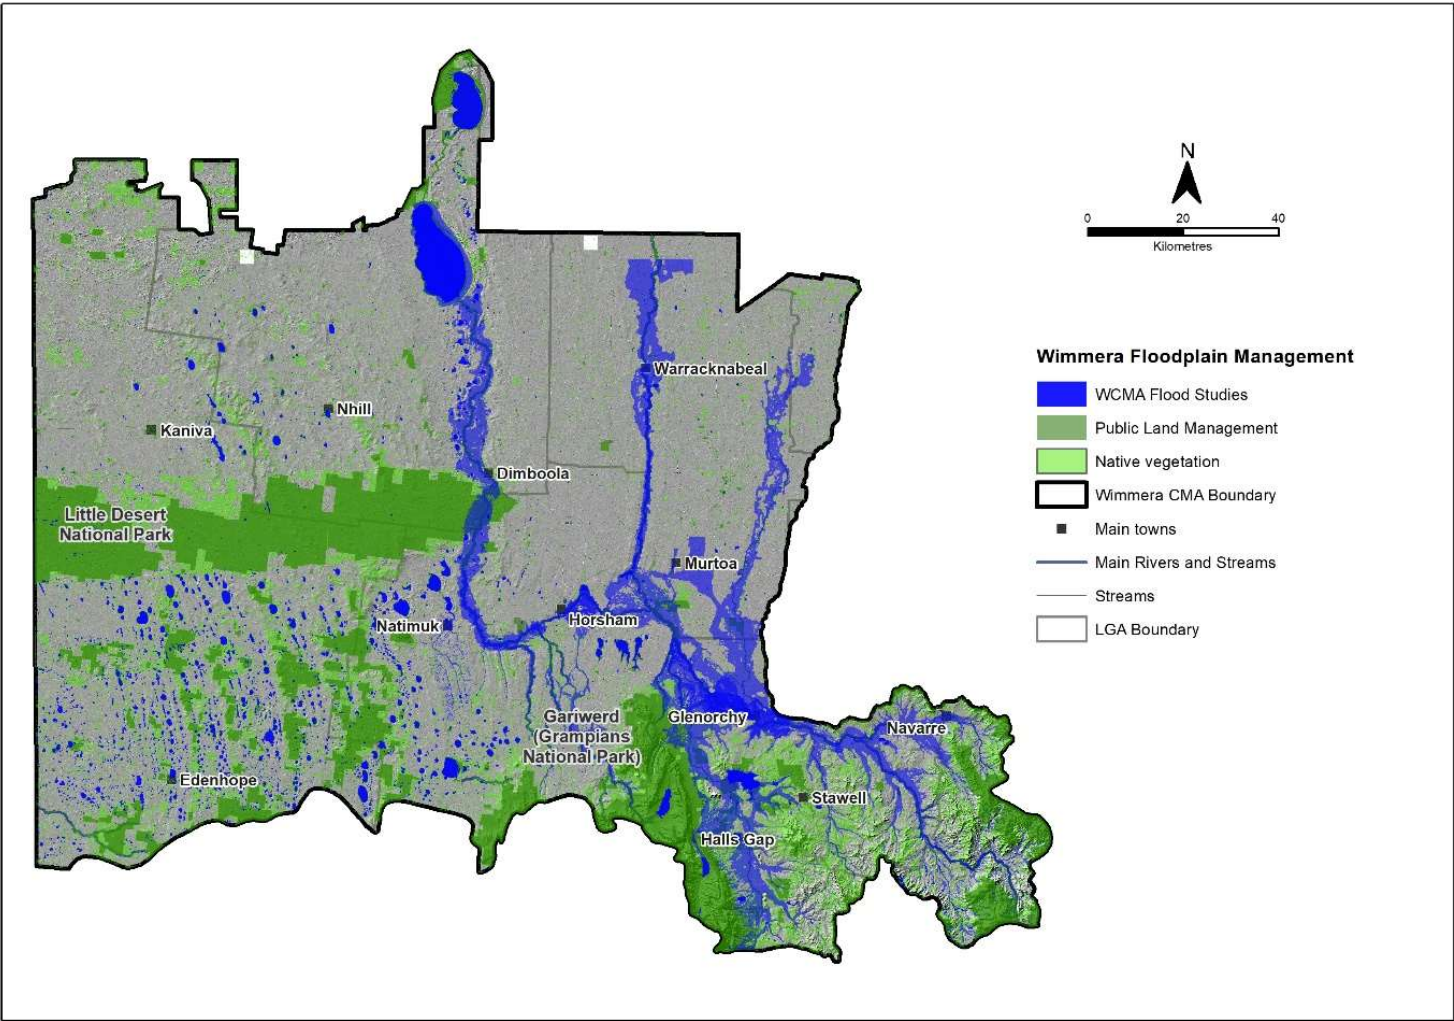 N
0 20 40
Kilometres
Wimmera Floodplain Management
WCMA Flood Studies
Public Land Management
Native vegetation
Wimmera CMA Boundary
Main towns
Main Rivers and Streams
Streams
LGA Boundary
Warracknabeal
Nhill
Kaniva
Dimboola
Little Desert
National Park
Murtoa
Horsham
Natimuk
Gariwerd
(Grampians
National Park)
Glenorchy
Navarre
Edenhope
Stawell
Halls Gap